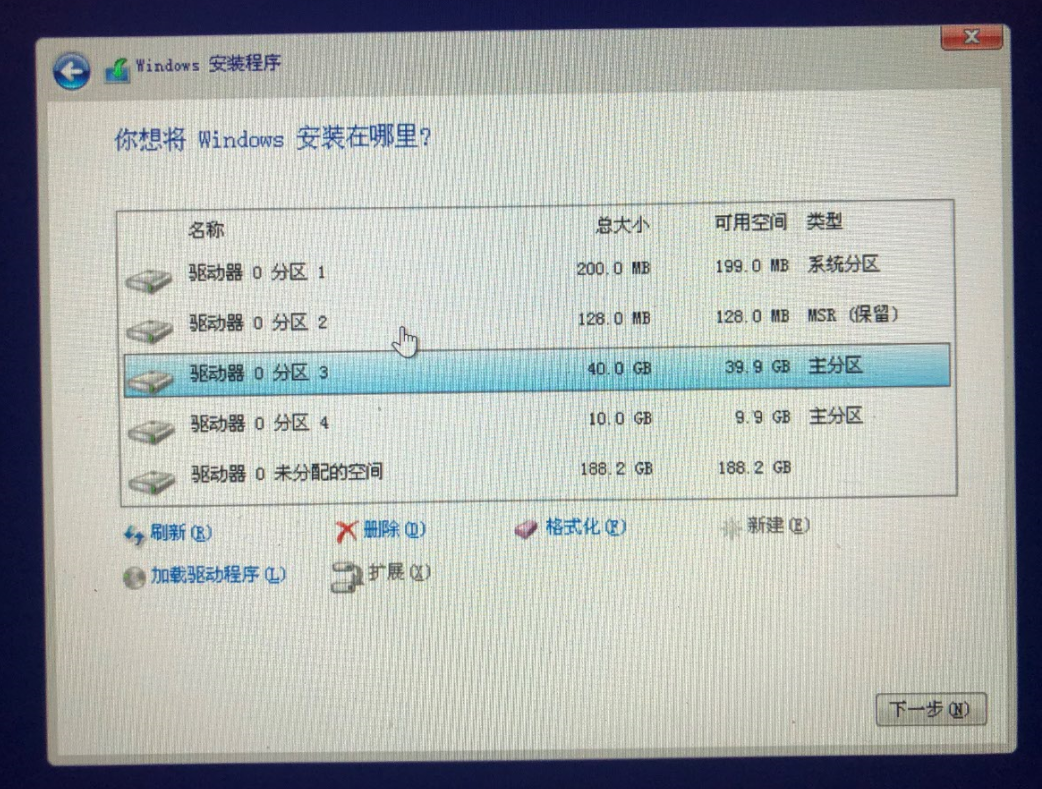 Windows 安装程序
你想将 Windows 安装在哪里?
名称 总大小 可用空间 类型
驱动器 0 分区 1 200.0 MB 199.0 MB 系统分区
驱动器 0 分区 2 128.0 MB 128.0 MB MSR (保留)
驱动器 0 分区 3 40.0 GB 39.9 GB 主分区
驱动器 0 分区 4 10.0 GB 9.9 GB 主分区
驱动器 0 未分配的空间 188.2 GB 188.2 GB
刷新(R) 删除(D) 格式化(F) 新建(E)
加载驱动程序(L) 扩展(X)
下一步(N)